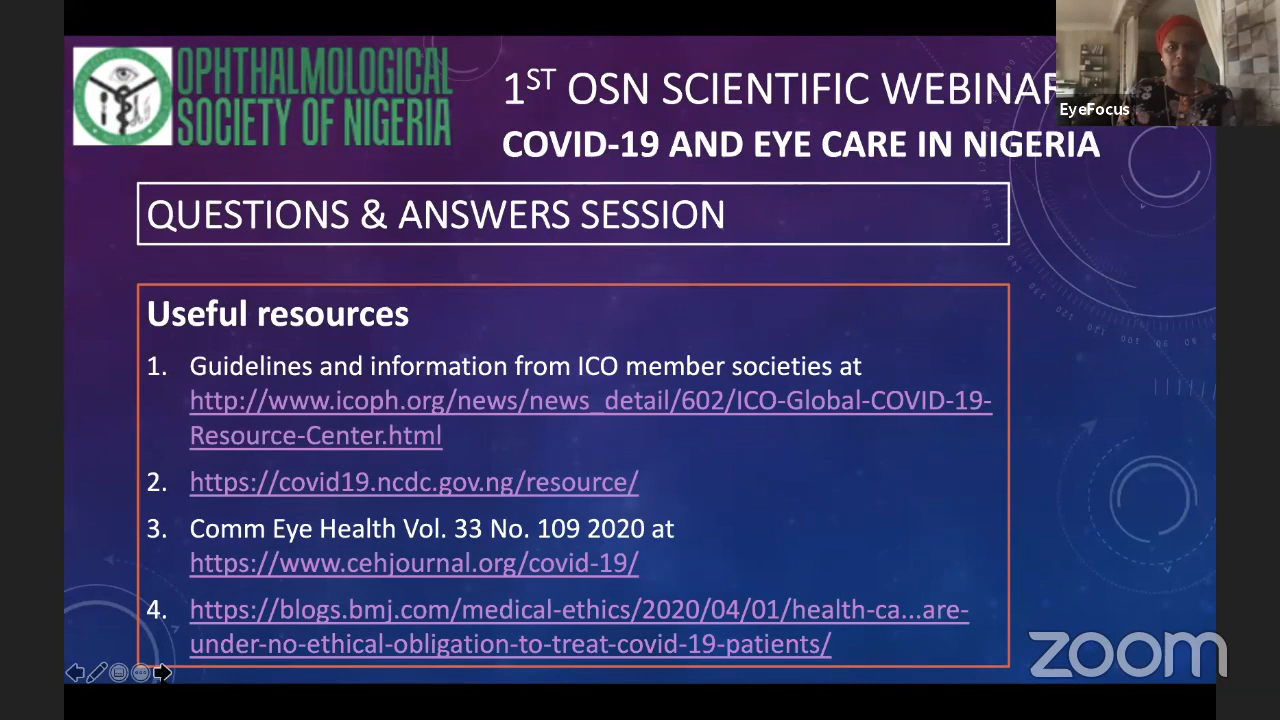 OPHTHALMOLOGICAL
SOCIETY OF NIGERIA
1ST OSN SCIENTIFIC WEBINAR
COVID-19 AND EYE CARE IN NIGERIA
EyeFocus
QUESTIONS & ANSWERS SESSION
Useful resources
1. Guidelines and information from ICO member societies at
http://www.icoph.org/news/news_detail/602/ICO-Global-COVID-19-
Resource-Center.html
2. https://covid19.ncdc.gov.ng/resource/
3. Comm Eye Health Vol. 33 No. 109 2020 at
https://www.cehjournal.org/covid-19/
4. https://blogs.bmj.com/medical-ethics/2020/04/01/health-ca...are-
under-no-ethical-obligation-to-treat-covid-19-patients/
zoom